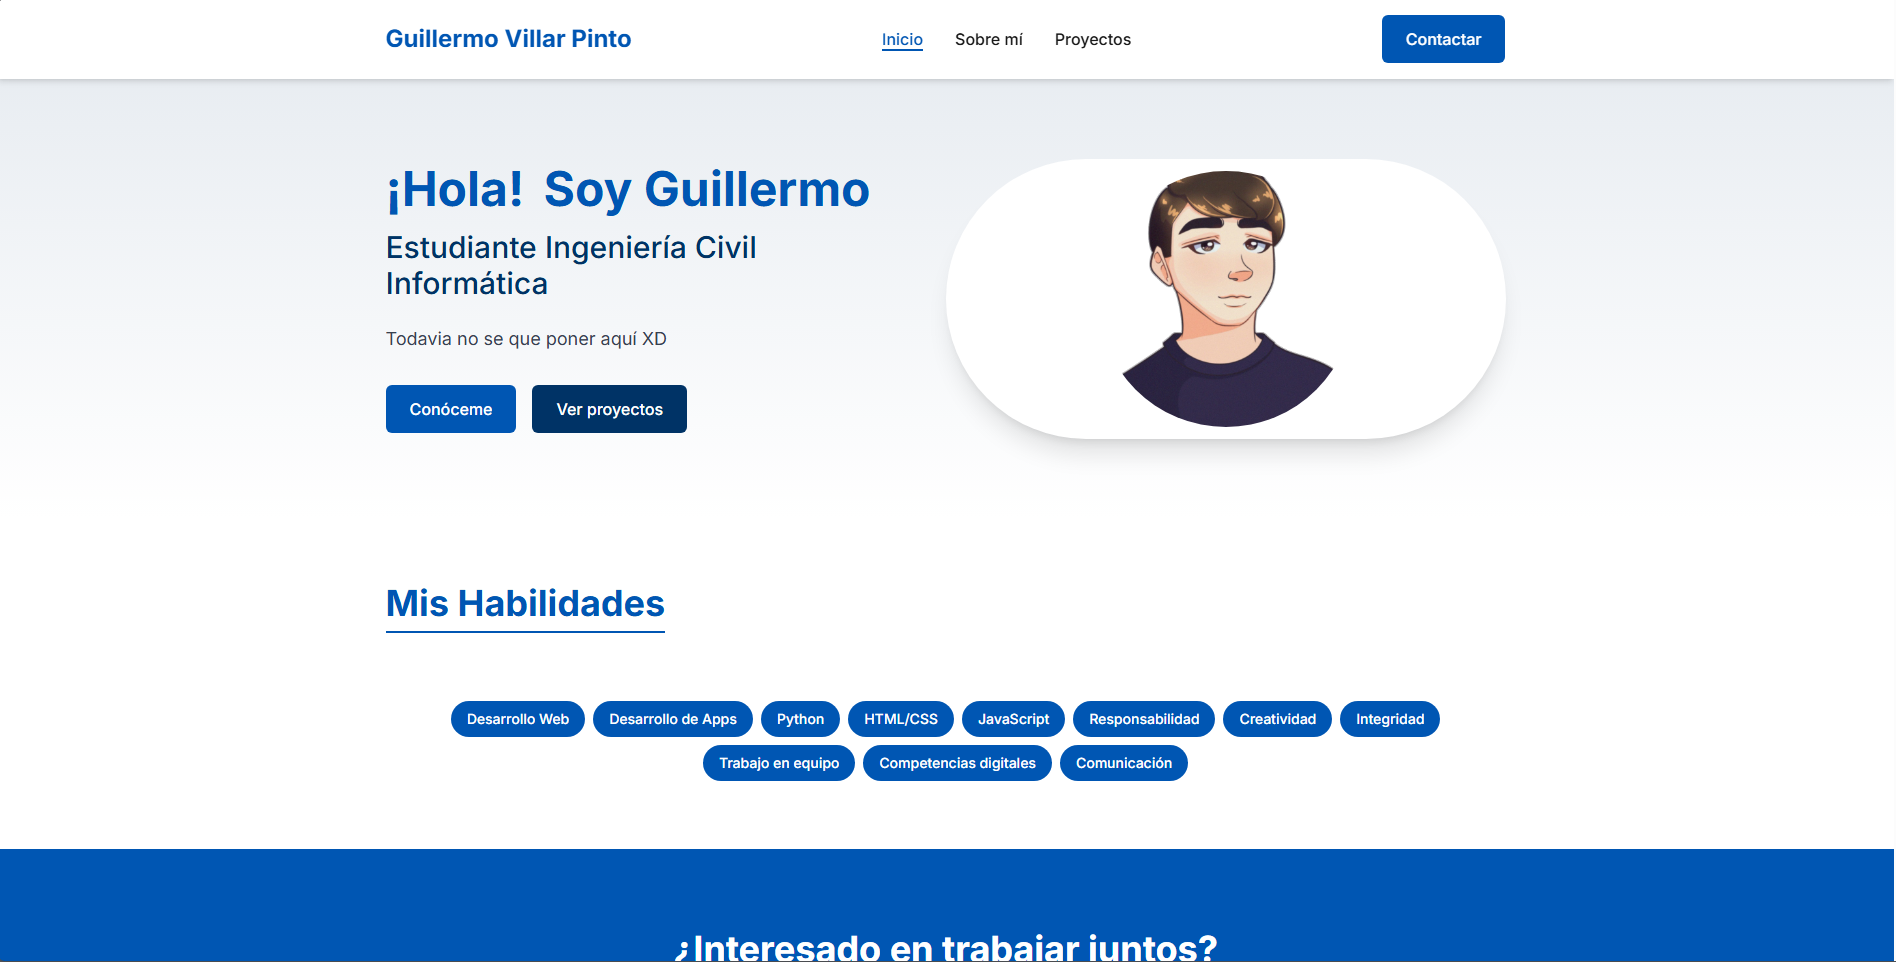 Guillermo Villar Pinto
Inicio
Sobre mí
Proyectos
Contactar
¡Hola! Soy Guillermo
Estudiante Ingeniería Civil
Informática
Todavia no se que poner aquí XD
Conóceme
Ver proyectos
Mis Habilidades
Desarrollo Web
Desarrollo de Apps
Python
HTML/CSS
JavaScript
Responsabilidad
Creatividad
Integridad
Trabajo en equipo
Competencias digitales
Comunicación
¿Interesado en trabajar juntos?